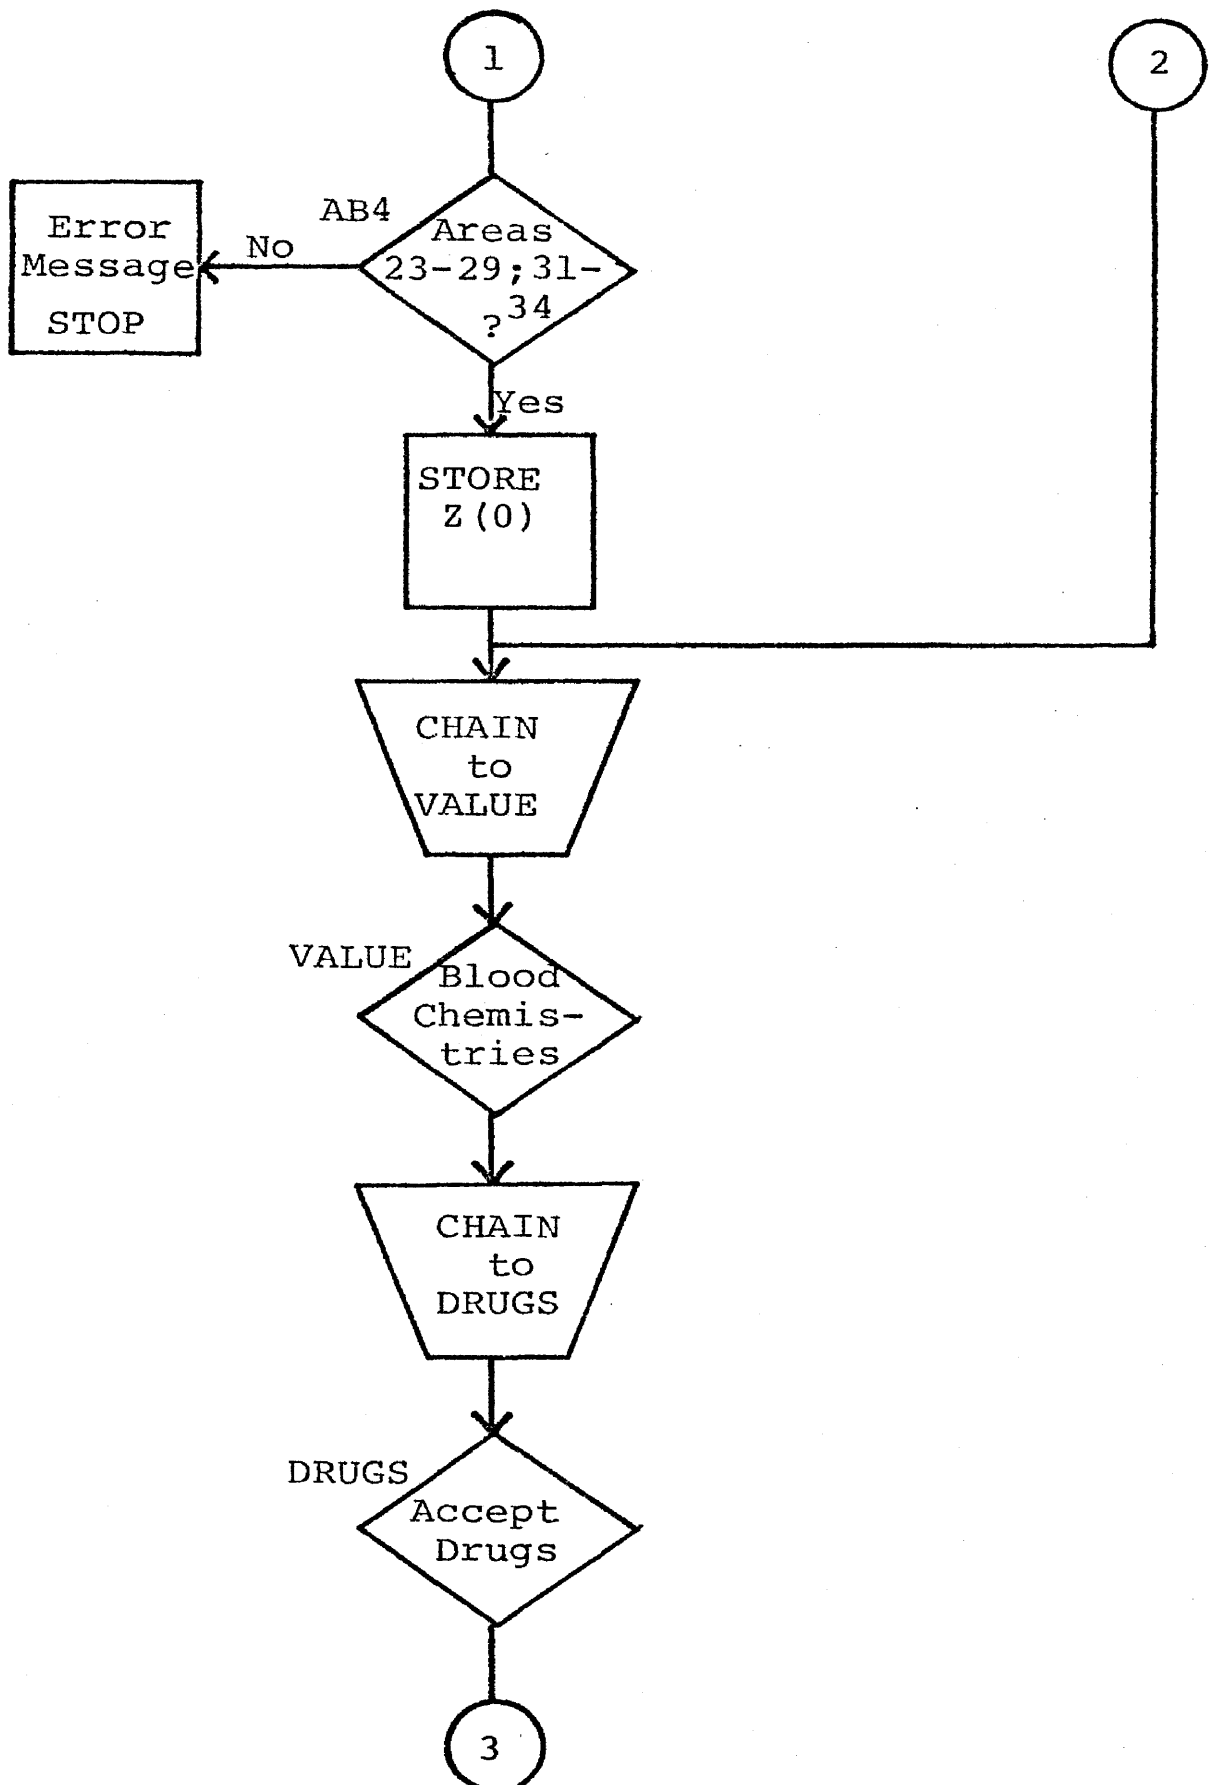 1
2
AB4
Areas
23-29;31-
34
?
No
Error
Message
STOP
Yes
STORE
Z(0)
CHAIN
to
VALUE
VALUE
Blood
Chemis-
tries
CHAIN
to
DRUGS
DRUGS
Accept
Drugs
3